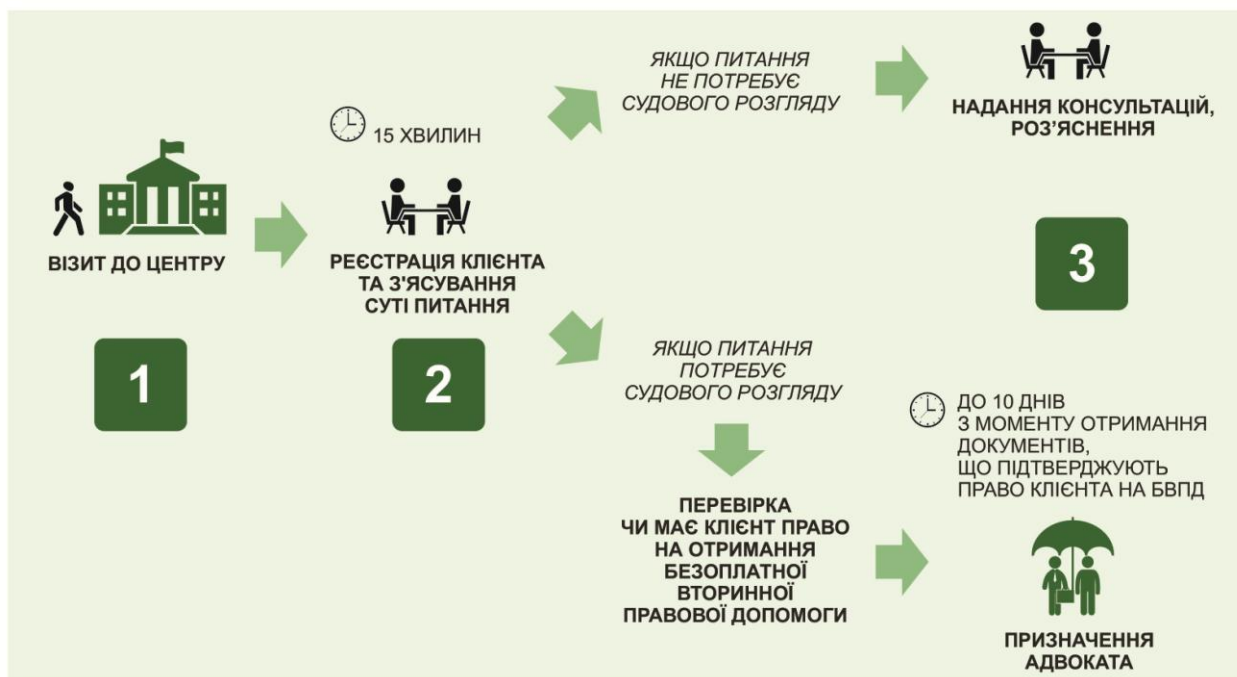 ВІЗИТ ДО ЦЕНТРУ
1
15 ХВИЛИН
РЕЄСТРАЦІЯ КЛІЄНТА
ТА З'ЯСУВАННЯ
СУТІ ПИТАННЯ
2
ЯКЩО ПИТАННЯ
НЕ ПОТРЕБУЄ
СУДОВОГО РОЗГЛЯДУ
НАДАННЯ КОНСУЛЬТАЦІЙ,
РОЗ’ЯСНЕННЯ
3
ЯКЩО ПИТАННЯ
ПОТРЕБУЄ
СУДОВОГО РОЗГЛЯДУ
ПЕРЕВІРКА
ЧИ МАЄ КЛІЄНТ ПРАВО
НА ОТРИМАННЯ
БЕЗОПЛАТНОЇ
ВТОРИННОЇ
ПРАВОВОЇ ДОПОМОГИ
ДО 10 ДНІВ
З МОМЕНТУ ОТРИМАННЯ
ДОКУМЕНТІВ,
ЩО ПІДТВЕРДЖУЮТЬ
ПРАВО КЛІЄНТА НА БВПД
ПРИЗНАЧЕННЯ
АДВОКАТА